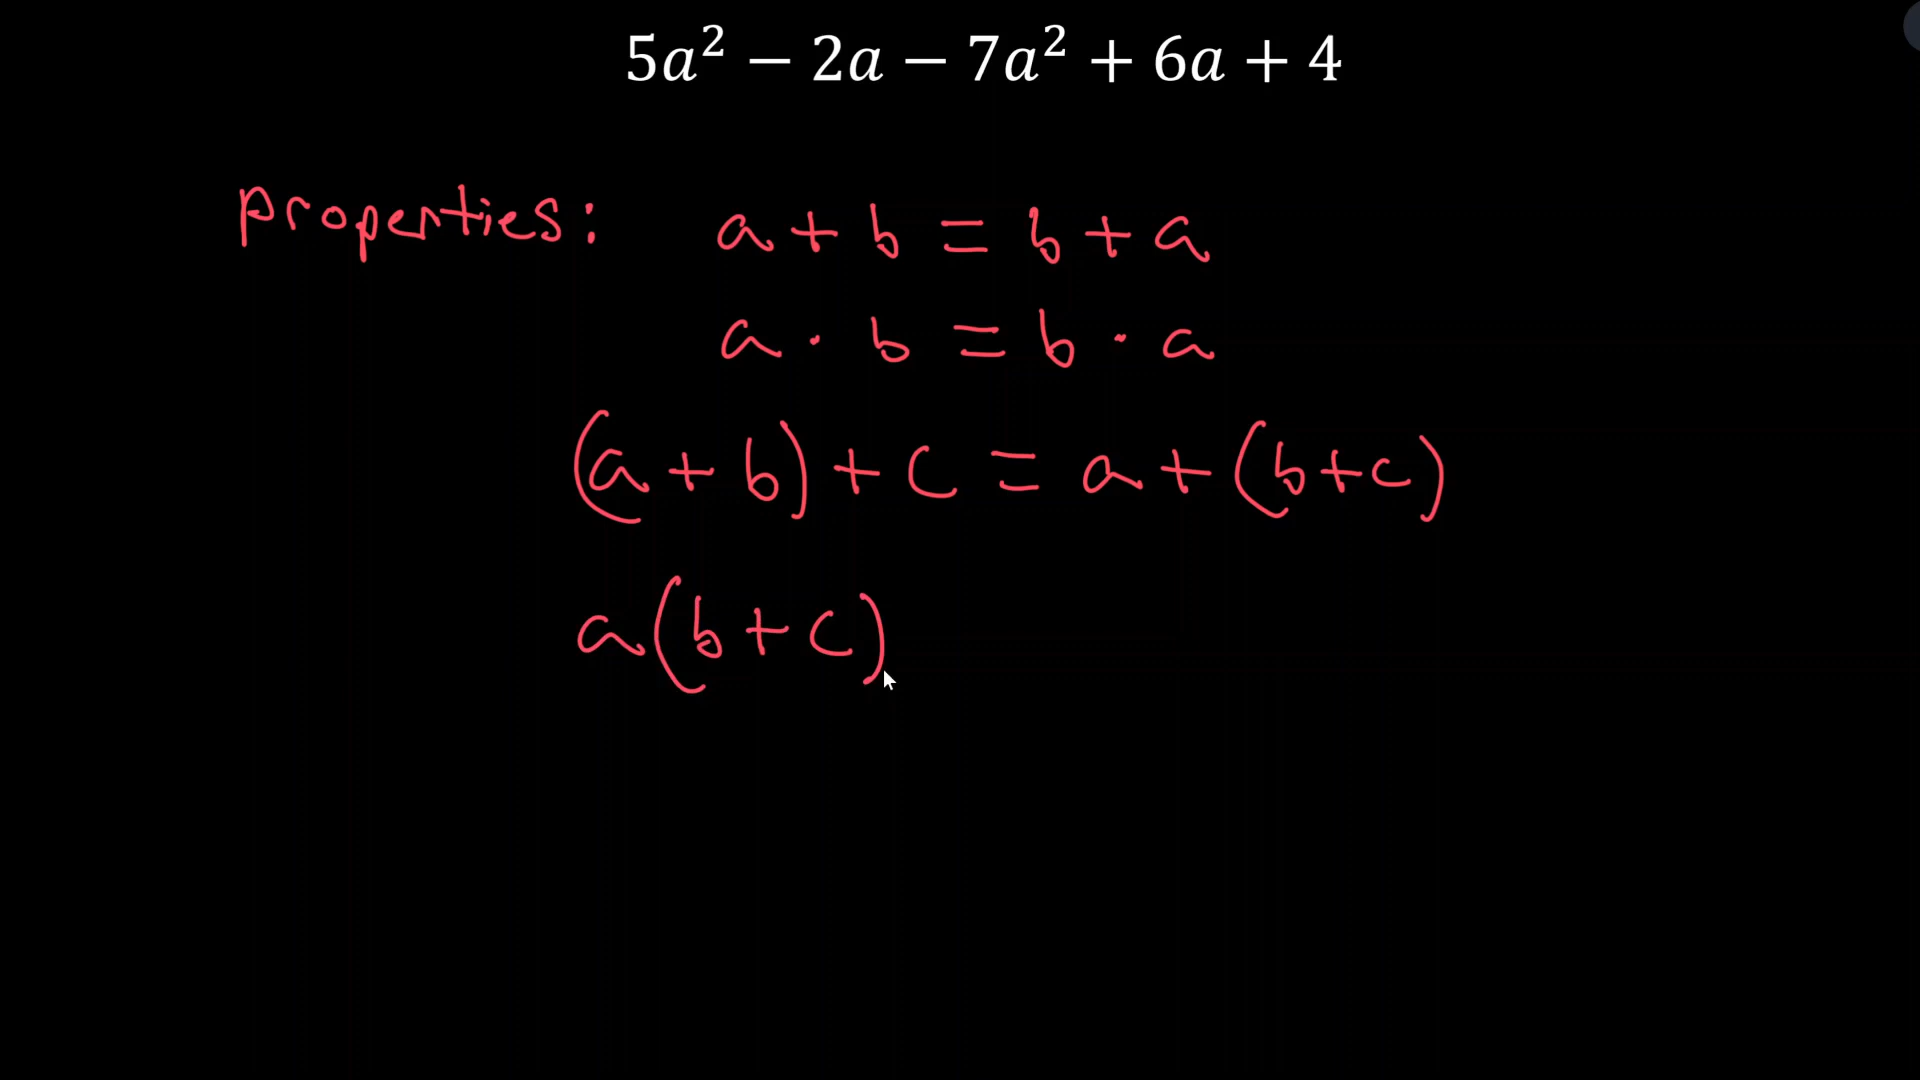 5a² − 2a − 7a² + 6a + 4
properties: a + b = b + a
a · b = b · a
(a + b) + c = a + (b + c)
a(b + c)